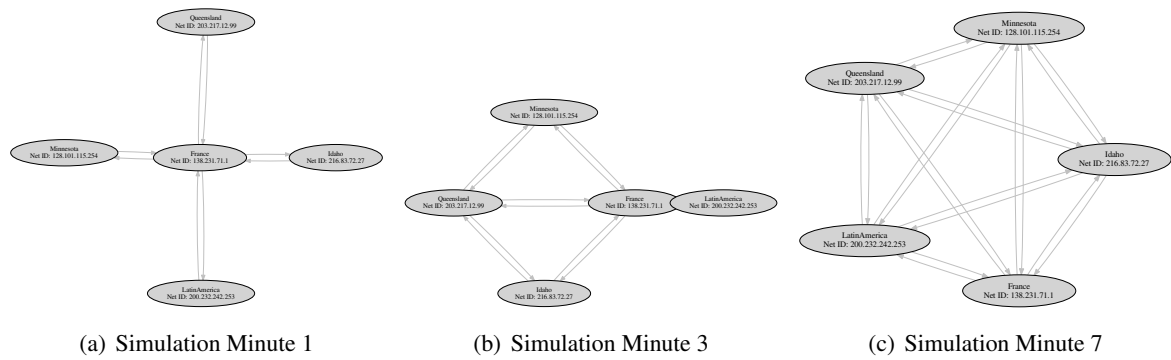 Queensland
Net ID: 203.217.12.99
Minnesota
Net ID: 128.101.115.254
France
Net ID: 138.231.71.1
Idaho
Net ID: 216.83.72.27
LatinAmerica
Net ID: 200.232.242.253
(a) Simulation Minute 1
Minnesota
Net ID: 128.101.115.254
Queensland
Net ID: 203.217.12.99
France
Net ID: 138.231.71.1
LatinAmerica
Net ID: 200.232.242.253
Idaho
Net ID: 216.83.72.27
(b) Simulation Minute 3
Minnesota
Net ID: 128.101.115.254
Queensland
Net ID: 203.217.12.99
Idaho
Net ID: 216.83.72.27
LatinAmerica
Net ID: 200.232.242.253
France
Net ID: 138.231.71.1
(c) Simulation Minute 7